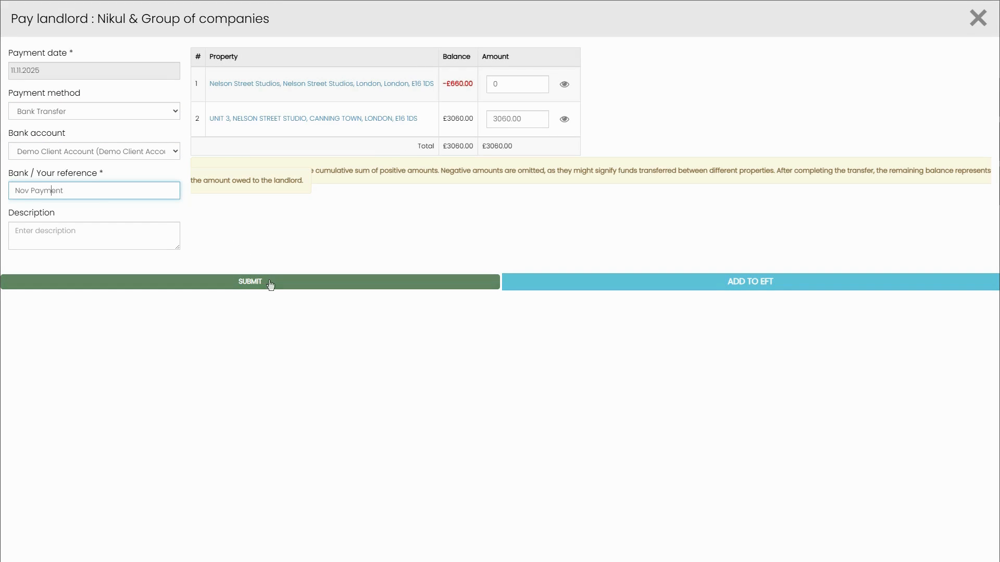 Pay landlord : Nikul & Group of companies
Payment date *
11.11.2025
Payment method
Bank Transfer
Bank account
Demo Client Account (Demo Client Accou
Bank / Your reference *
Nov Payment
Description
Enter description
# Property Balance Amount
1 Nelson Street Studios, Nelson Street Studios, London, London, E16 1DS -£660.00 0
2 UNIT 3, NELSON STREET STUDIO, CANNING TOWN, LONDON, E16 1DS £3060.00 3060.00
Total £3060.00 £3060.00
cumulative sum of positive amounts. Negative amounts are omitted, as they might signify funds transferred between different properties. After completing the transfer, the remaining balance represents
the amount owed to the landlord.
SUBMIT
ADD TO EFT